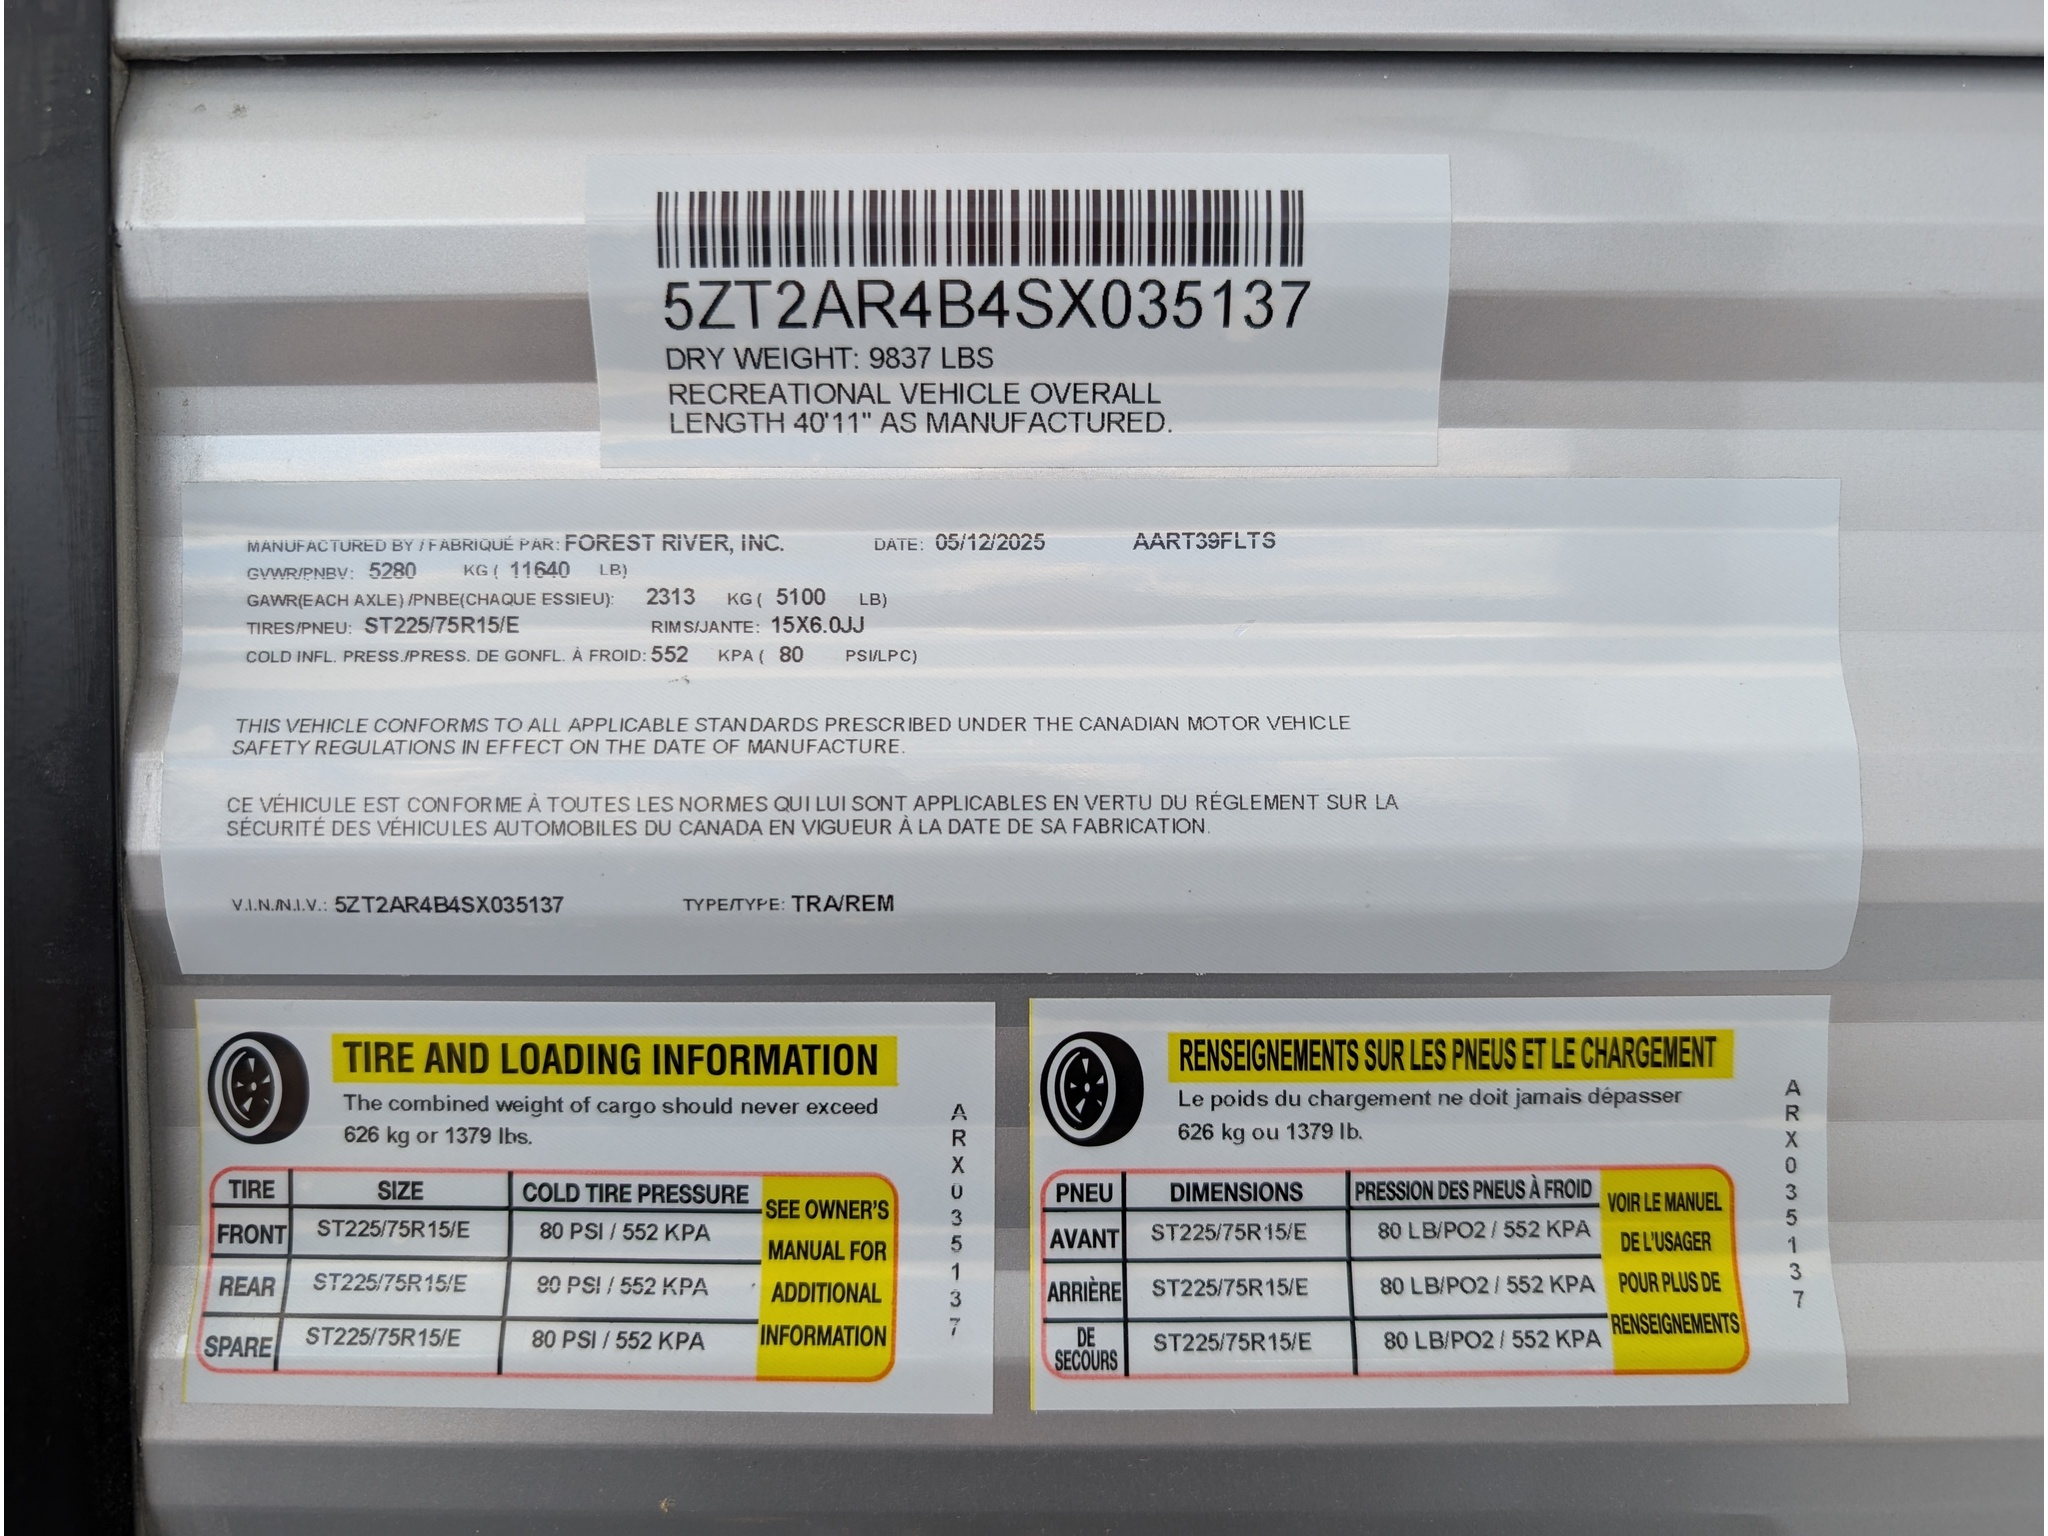 5ZT2AR4B4SX035137
DRY WEIGHT: 9837 LBS
RECREATIONAL VEHICLE OVERALL
LENGTH 40'11" AS MANUFACTURED.
MANUFACTURED BY / FABRIQUÉ PAR: FOREST RIVER, INC. DATE: 05/12/2025 AART39FLTS
GVWR/PNBV: 5280 KG ( 11640 LB)
GAWR(EACH AXLE) /PNBE(CHAQUE ESSIEU): 2313 KG ( 5100 LB)
TIRES/PNEU: ST225/75R15/E RIMS/JANTE: 15X6.0JJ
COLD INFL. PRESS./PRESS. DE GONFL. À FROID: 552 KPA ( 80 PSI/LPC)
THIS VEHICLE CONFORMS TO ALL APPLICABLE STANDARDS PRESCRIBED UNDER THE CANADIAN MOTOR VEHICLE
SAFETY REGULATIONS IN EFFECT ON THE DATE OF MANUFACTURE.
CE VÉHICULE EST CONFORME À TOUTES LES NORMES QUI LUI SONT APPLICABLES EN VERTU DU RÉGLEMENT SUR LA
SÉCURITÉ DES VÉHICULES AUTOMOBILES DU CANADA EN VIGUEUR À LA DATE DE SA FABRICATION.
V.I.N./N.I.V.: 5ZT2AR4B4SX035137 TYPE/TYPE: TRA/REM
TIRE AND LOADING INFORMATION
The combined weight of cargo should never exceed
626 kg or 1379 lbs.
TIRE SIZE COLD TIRE PRESSURE
FRONT ST225/75R15/E 80 PSI / 552 KPA
REAR ST225/75R15/E 80 PSI / 552 KPA
SPARE ST225/75R15/E 80 PSI / 552 KPA
SEE OWNER'S
MANUAL FOR
ADDITIONAL
INFORMATION
ARX035137
RENSEIGNEMENTS SUR LES PNEUS ET LE CHARGEMENT
Le poids du chargement ne doit jamais dépasser
626 kg ou 1379 lb.
PNEU DIMENSIONS PRESSION DES PNEUS À FROID
AVANT ST225/75R15/E 80 LB/PO2 / 552 KPA
ARRIÈRE ST225/75R15/E 80 LB/PO2 / 552 KPA
DE SECOURS ST225/75R15/E 80 LB/PO2 / 552 KPA
VOIR LE MANUEL
DE L'USAGER
POUR PLUS DE
RENSEIGNEMENTS
ARX035137